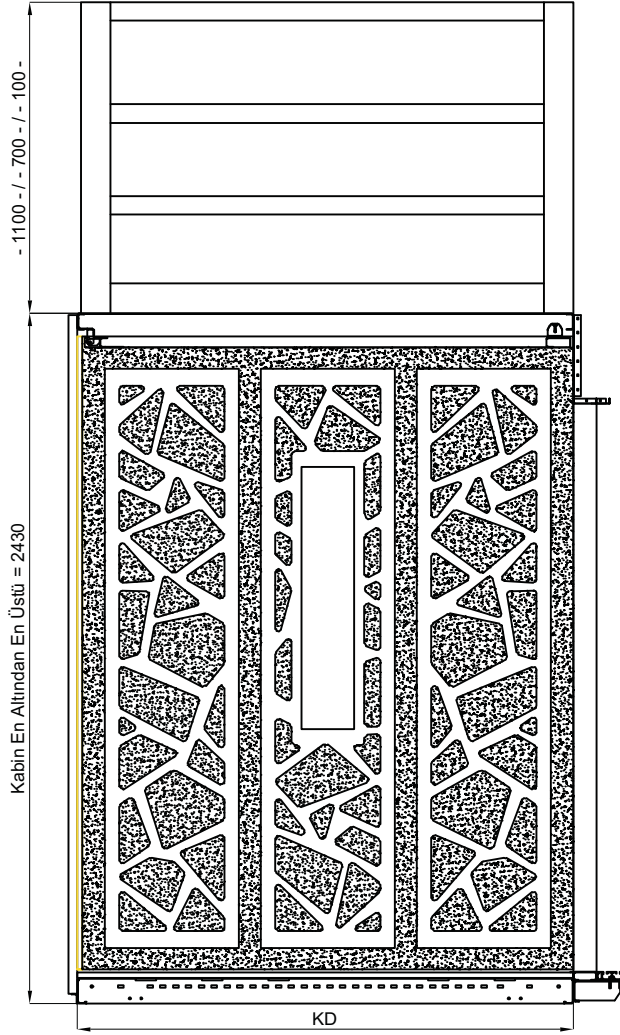 - 1100 - / - 700 - / - 100 -
Kabin En Altından En Üstü = 2430
KD